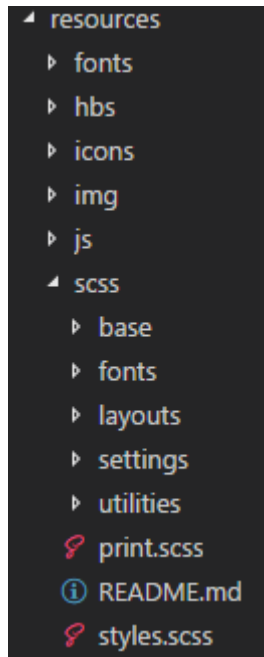 resources
fonts
hbs
icons
img
js
scss
base
fonts
layouts
settings
utilities
print.scss
README.md
styles.scss